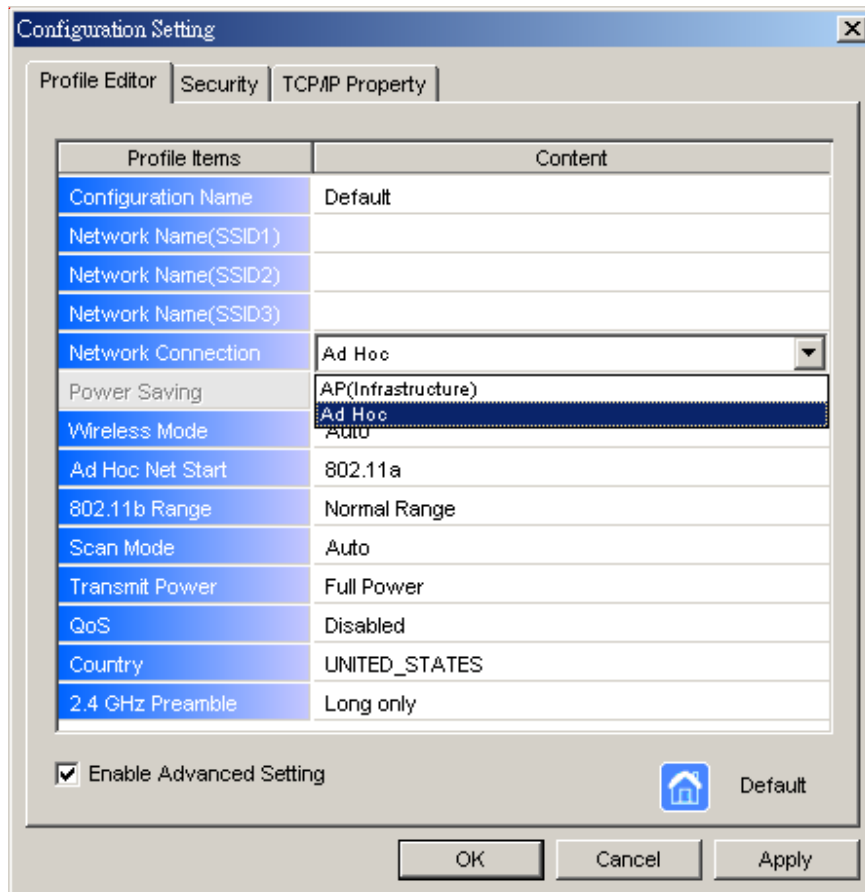 Configuration Setting
Profile Editor Security TCP/IP Property
Profile Items Content
Configuration Name Default
Network Name(SSID1)
Network Name(SSID2)
Network Name(SSID3)
Network Connection Ad Hoc
Power Saving AP(Infrastructure)
Ad Hoc
Wireless Mode Auto
Ad Hoc Net Start 802.11a
802.11b Range Normal Range
Scan Mode Auto
Transmit Power Full Power
QoS Disabled
Country UNITED_STATES
2.4 GHz Preamble Long only
Enable Advanced Setting Default
OK Cancel Apply